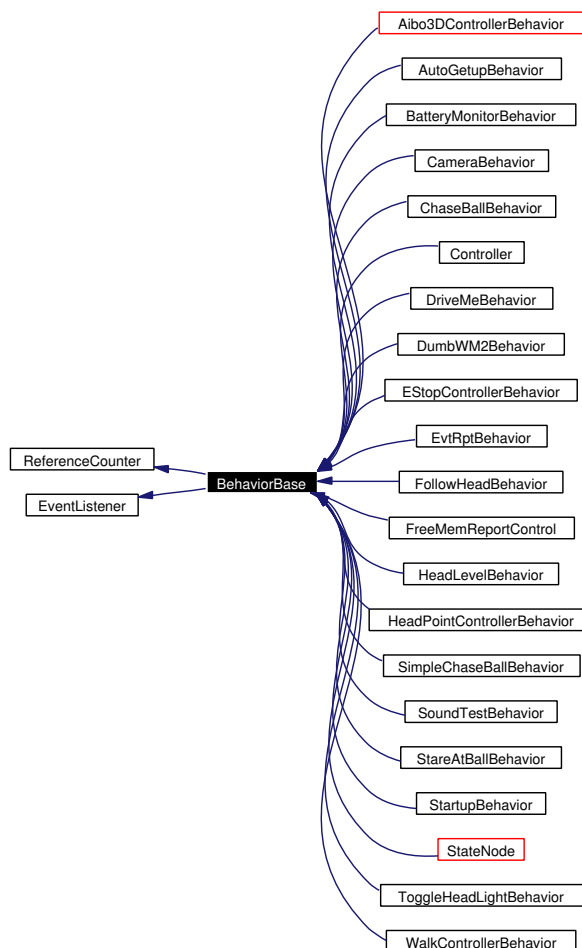 Aibo3DControllerBehavior
AutoGetupBehavior
BatteryMonitorBehavior
CameraBehavior
ChaseBallBehavior
Controller
DriveMeBehavior
DumbWM2Behavior
EStopControllerBehavior
EvtRptBehavior
ReferenceCounter
BehaviorBase
FollowHeadBehavior
EventListener
FreeMemReportControl
HeadLevelBehavior
HeadPointControllerBehavior
SimpleChaseBallBehavior
SoundTestBehavior
StareAtBallBehavior
StartupBehavior
StateNode
ToggleHeadLightBehavior
WalkControllerBehavior